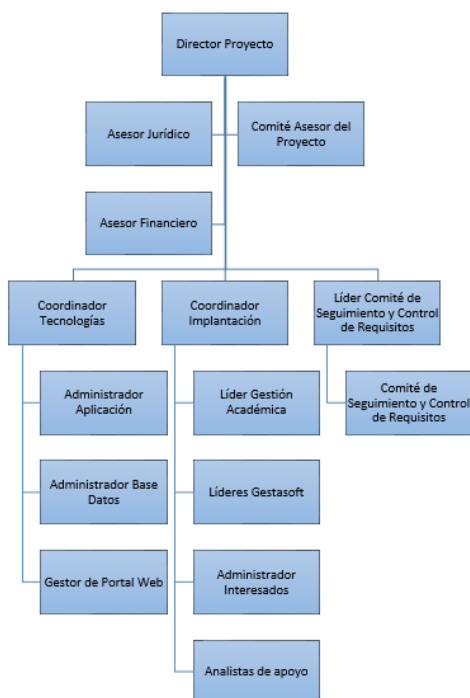 Director Proyecto
Asesor Jurídico
Comité Asesor del
Proyecto
Asesor Financiero
Coordinador
Tecnologías
Coordinador
Implantación
Líder Comité de
Seguimiento y Control
de Requisitos
Administrador
Aplicación
Líder Gestión
Académica
Comité de
Seguimiento y Control
de Requisitos
Administrador Base
Datos
Líderes Gestasoft
Gestor de Portal Web
Administrador
Interesados
Analistas de apoyo